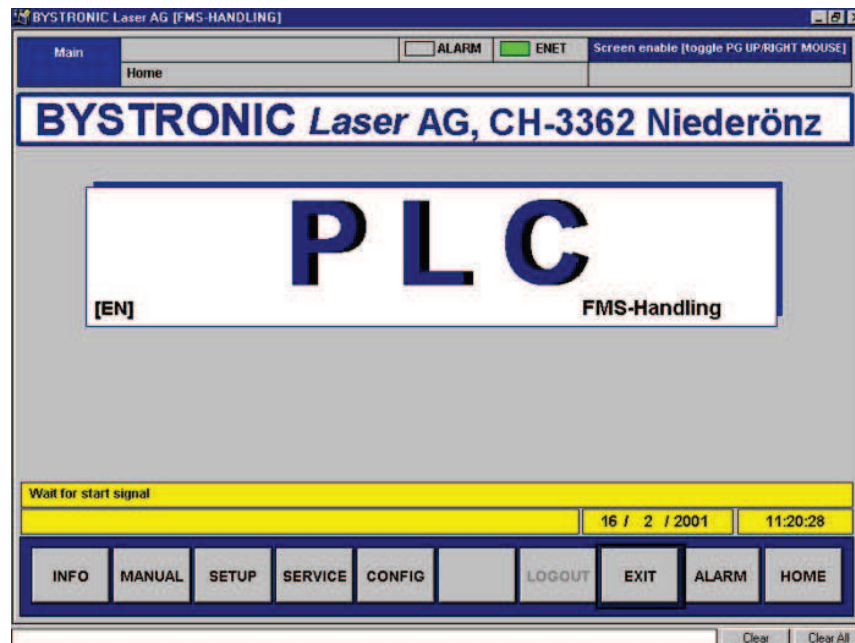 BYSTRONIC Laser AG [FMS-HANDLING]
Main ALARM ENET Screen enable [toggle PG UP/RIGHT MOUSE]
Home
BYSTRONIC Laser AG, CH-3362 Niederönz
PLC
[EN] FMS-Handling
Wait for start signal
16 / 2 / 2001 11:20:28
INFO MANUAL SETUP SERVICE CONFIG LOGOUT EXIT ALARM HOME
Clear Clear All